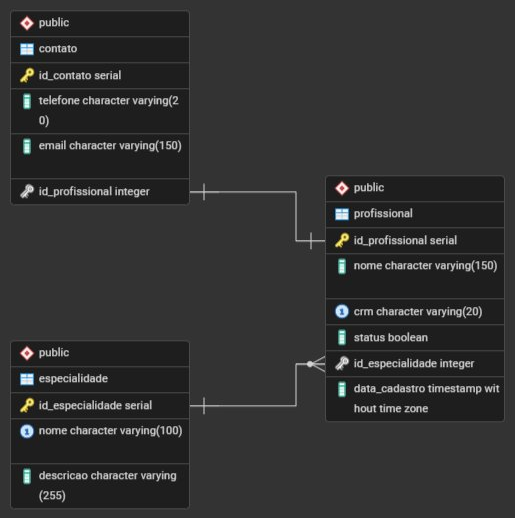 public
contato
id_contato serial
telefone character varying(2
0)
email character varying(150)
id_profissional integer
public
profissional
id_profissional serial
nome character varying(150)
crm character varying(20)
status boolean
id_especialidade integer
data_cadastro timestamp wit
hout time zone
public
especialidade
id_especialidade serial
nome character varying(100)
descricao character varying
(255)